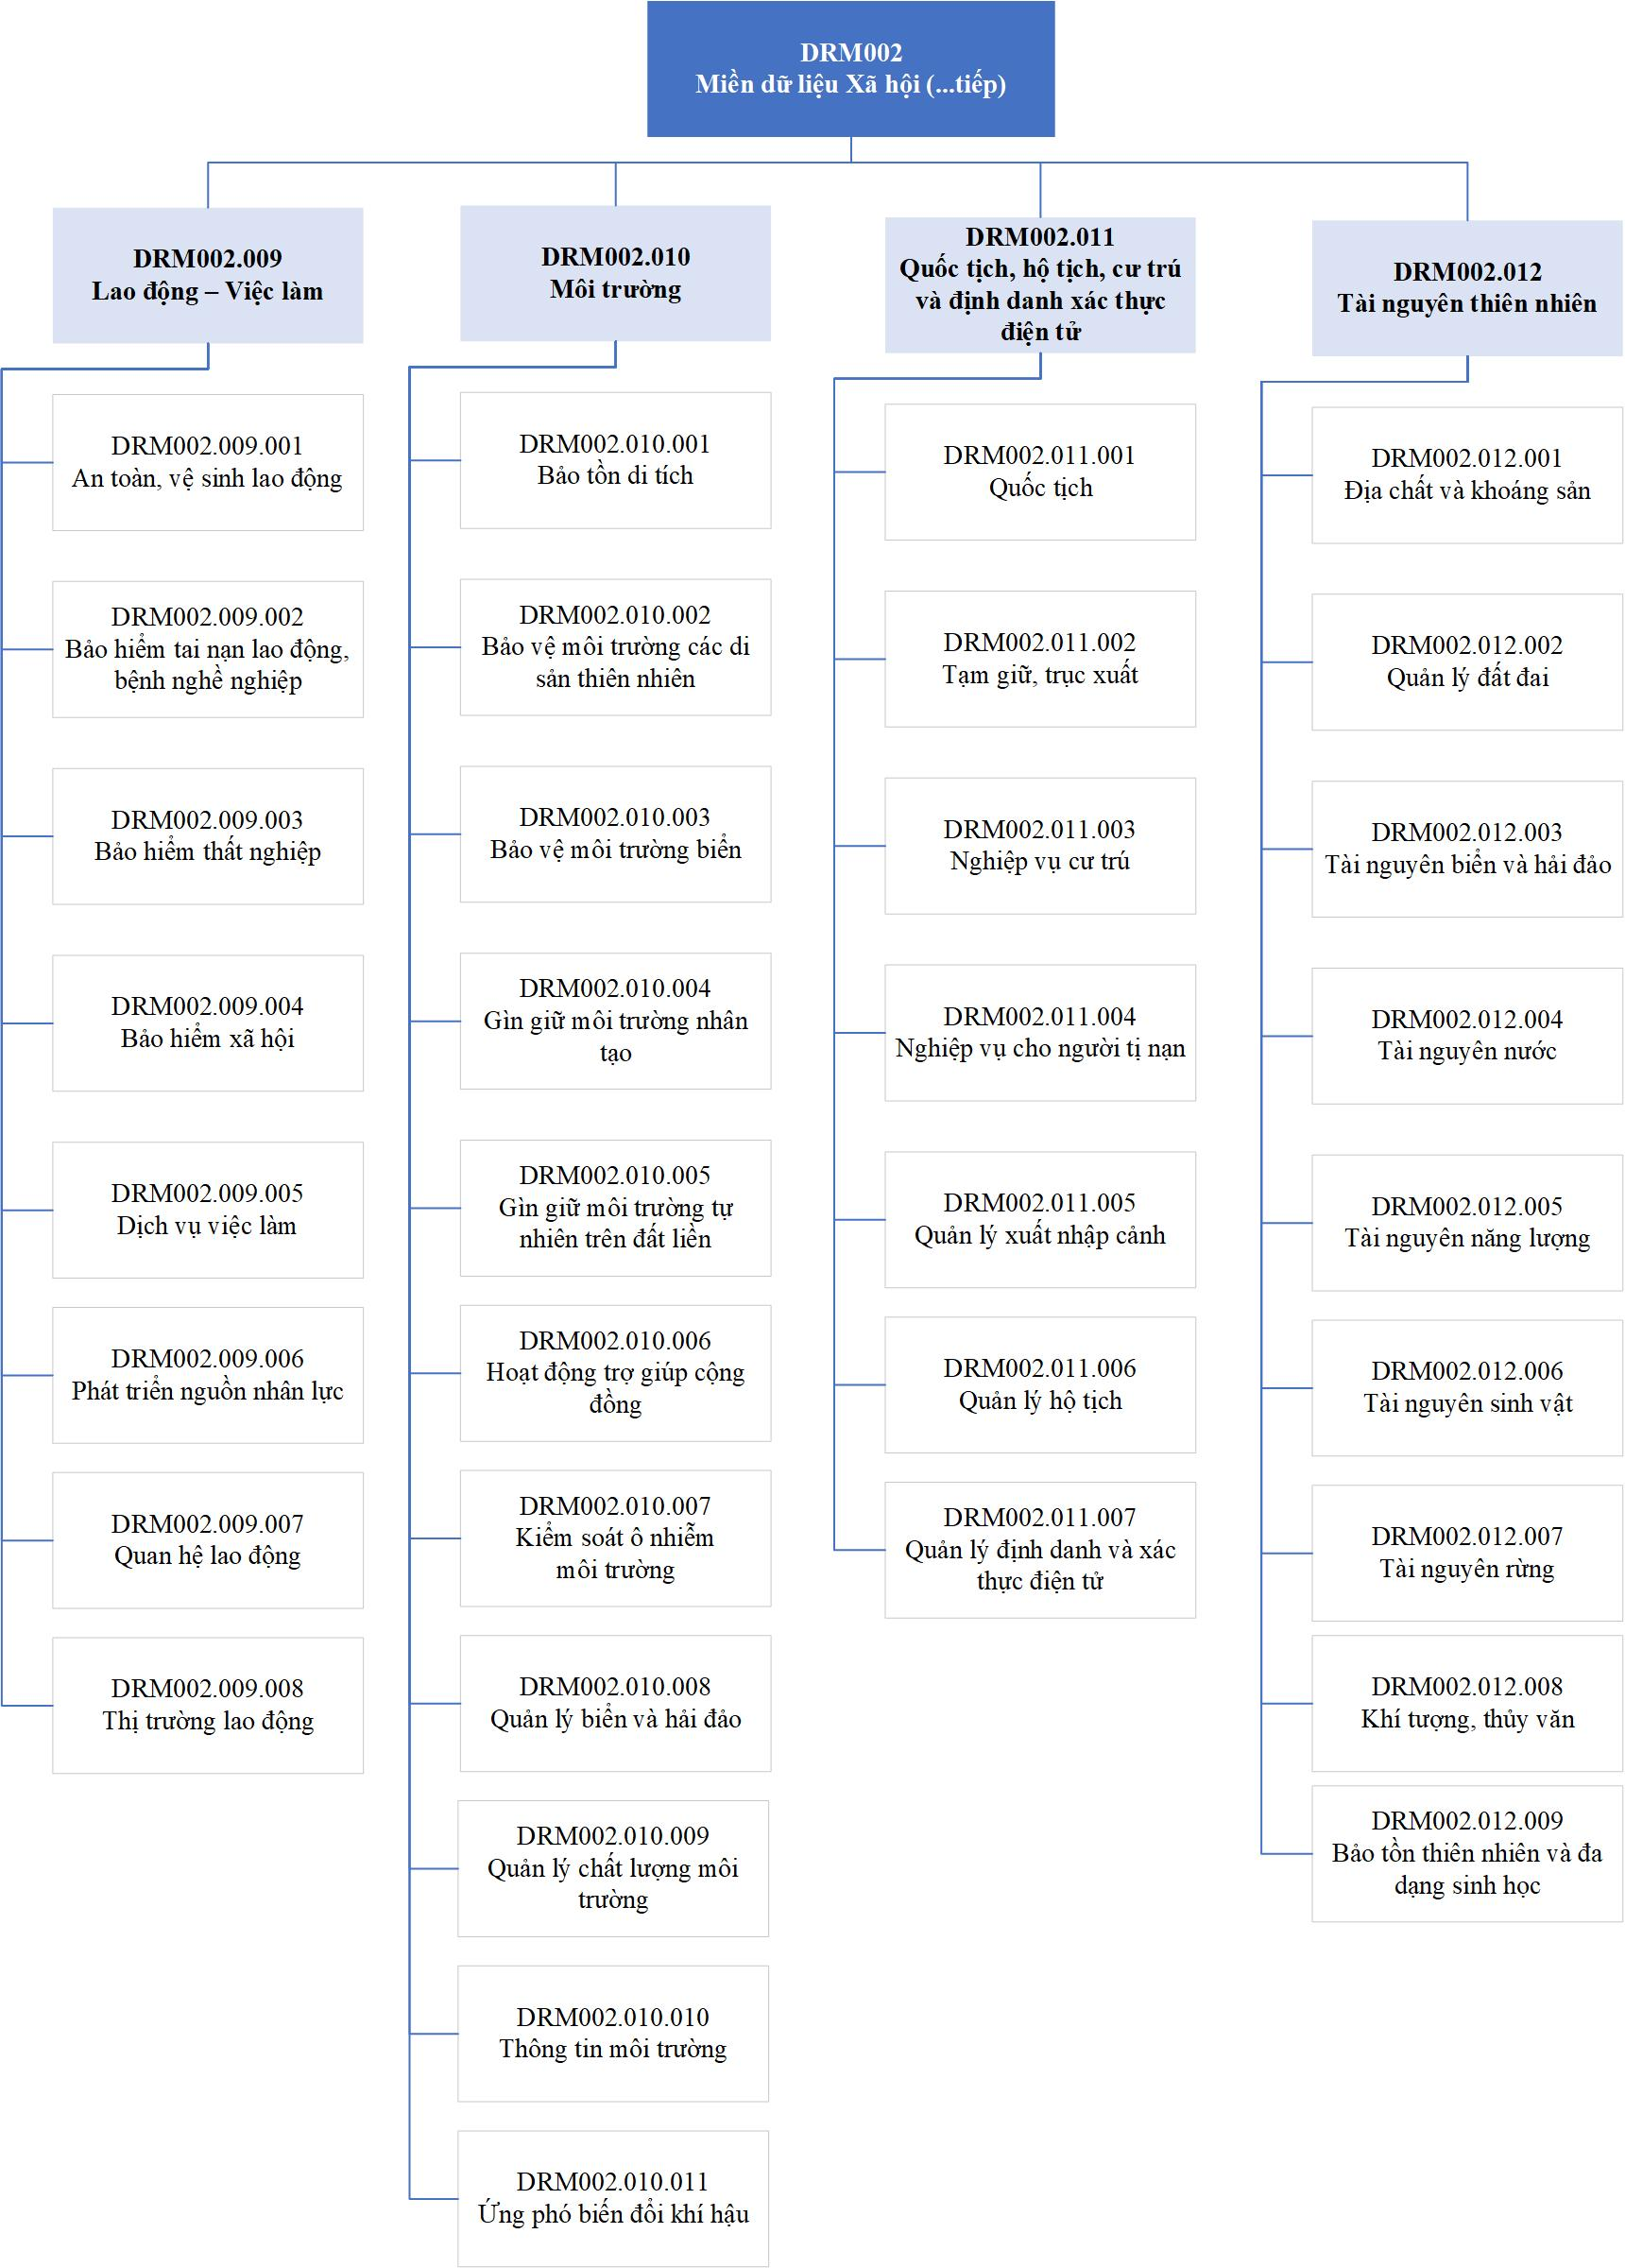 DRM002
Miền dữ liệu Xã hội (...tiếp)
DRM002.009
Lao động – Việc làm
DRM002.009.001
An toàn, vệ sinh lao động
DRM002.009.002
Bảo hiểm tai nạn lao động,
bệnh nghề nghiệp
DRM002.009.003
Bảo hiểm thất nghiệp
DRM002.009.004
Bảo hiểm xã hội
DRM002.009.005
Dịch vụ việc làm
DRM002.009.006
Phát triển nguồn nhân lực
DRM002.009.007
Quan hệ lao động
DRM002.009.008
Thị trường lao động
DRM002.010
Môi trường
DRM002.010.001
Bảo tồn di tích
DRM002.010.002
Bảo vệ môi trường các di
sản thiên nhiên
DRM002.010.003
Bảo vệ môi trường biển
DRM002.010.004
Gìn giữ môi trường nhân
tạo
DRM002.010.005
Gìn giữ môi trường tự
nhiên trên đất liền
DRM002.010.006
Hoạt động trợ giúp cộng
đồng
DRM002.010.007
Kiểm soát ô nhiễm
môi trường
DRM002.010.008
Quản lý biển và hải đảo
DRM002.010.009
Quản lý chất lượng môi
trường
DRM002.010.010
Thông tin môi trường
DRM002.010.011
Ứng phó biến đổi khí hậu
DRM002.011
Quốc tịch, hộ tịch, cư trú
và định danh xác thực
điện tử
DRM002.011.001
Quốc tịch
DRM002.011.002
Tạm giữ, trục xuất
DRM002.011.003
Nghiệp vụ cư trú
DRM002.011.004
Nghiệp vụ cho người tị nạn
DRM002.011.005
Quản lý xuất nhập cảnh
DRM002.011.006
Quản lý hộ tịch
DRM002.011.007
Quản lý định danh và xác
thực điện tử
DRM002.012
Tài nguyên thiên nhiên
DRM002.012.001
Địa chất và khoáng sản
DRM002.012.002
Quản lý đất đai
DRM002.012.003
Tài nguyên biển và hải đảo
DRM002.012.004
Tài nguyên nước
DRM002.012.005
Tài nguyên năng lượng
DRM002.012.006
Tài nguyên sinh vật
DRM002.012.007
Tài nguyên rừng
DRM002.012.008
Khí tượng, thủy văn
DRM002.012.009
Bảo tồn thiên nhiên và đa
dạng sinh học